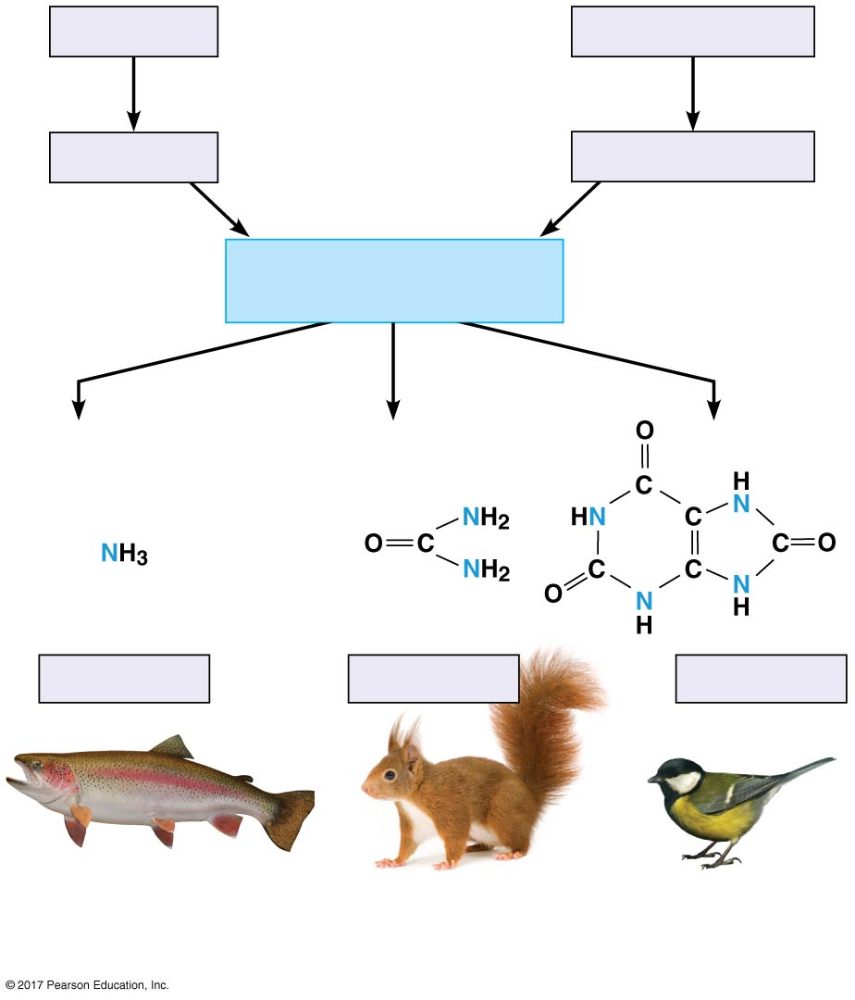 NH3
O=C
NH2
NH2
O
C
HN
C
C
C
O
N
H
H
N
C=O
N
H
© 2017 Pearson Education, Inc.